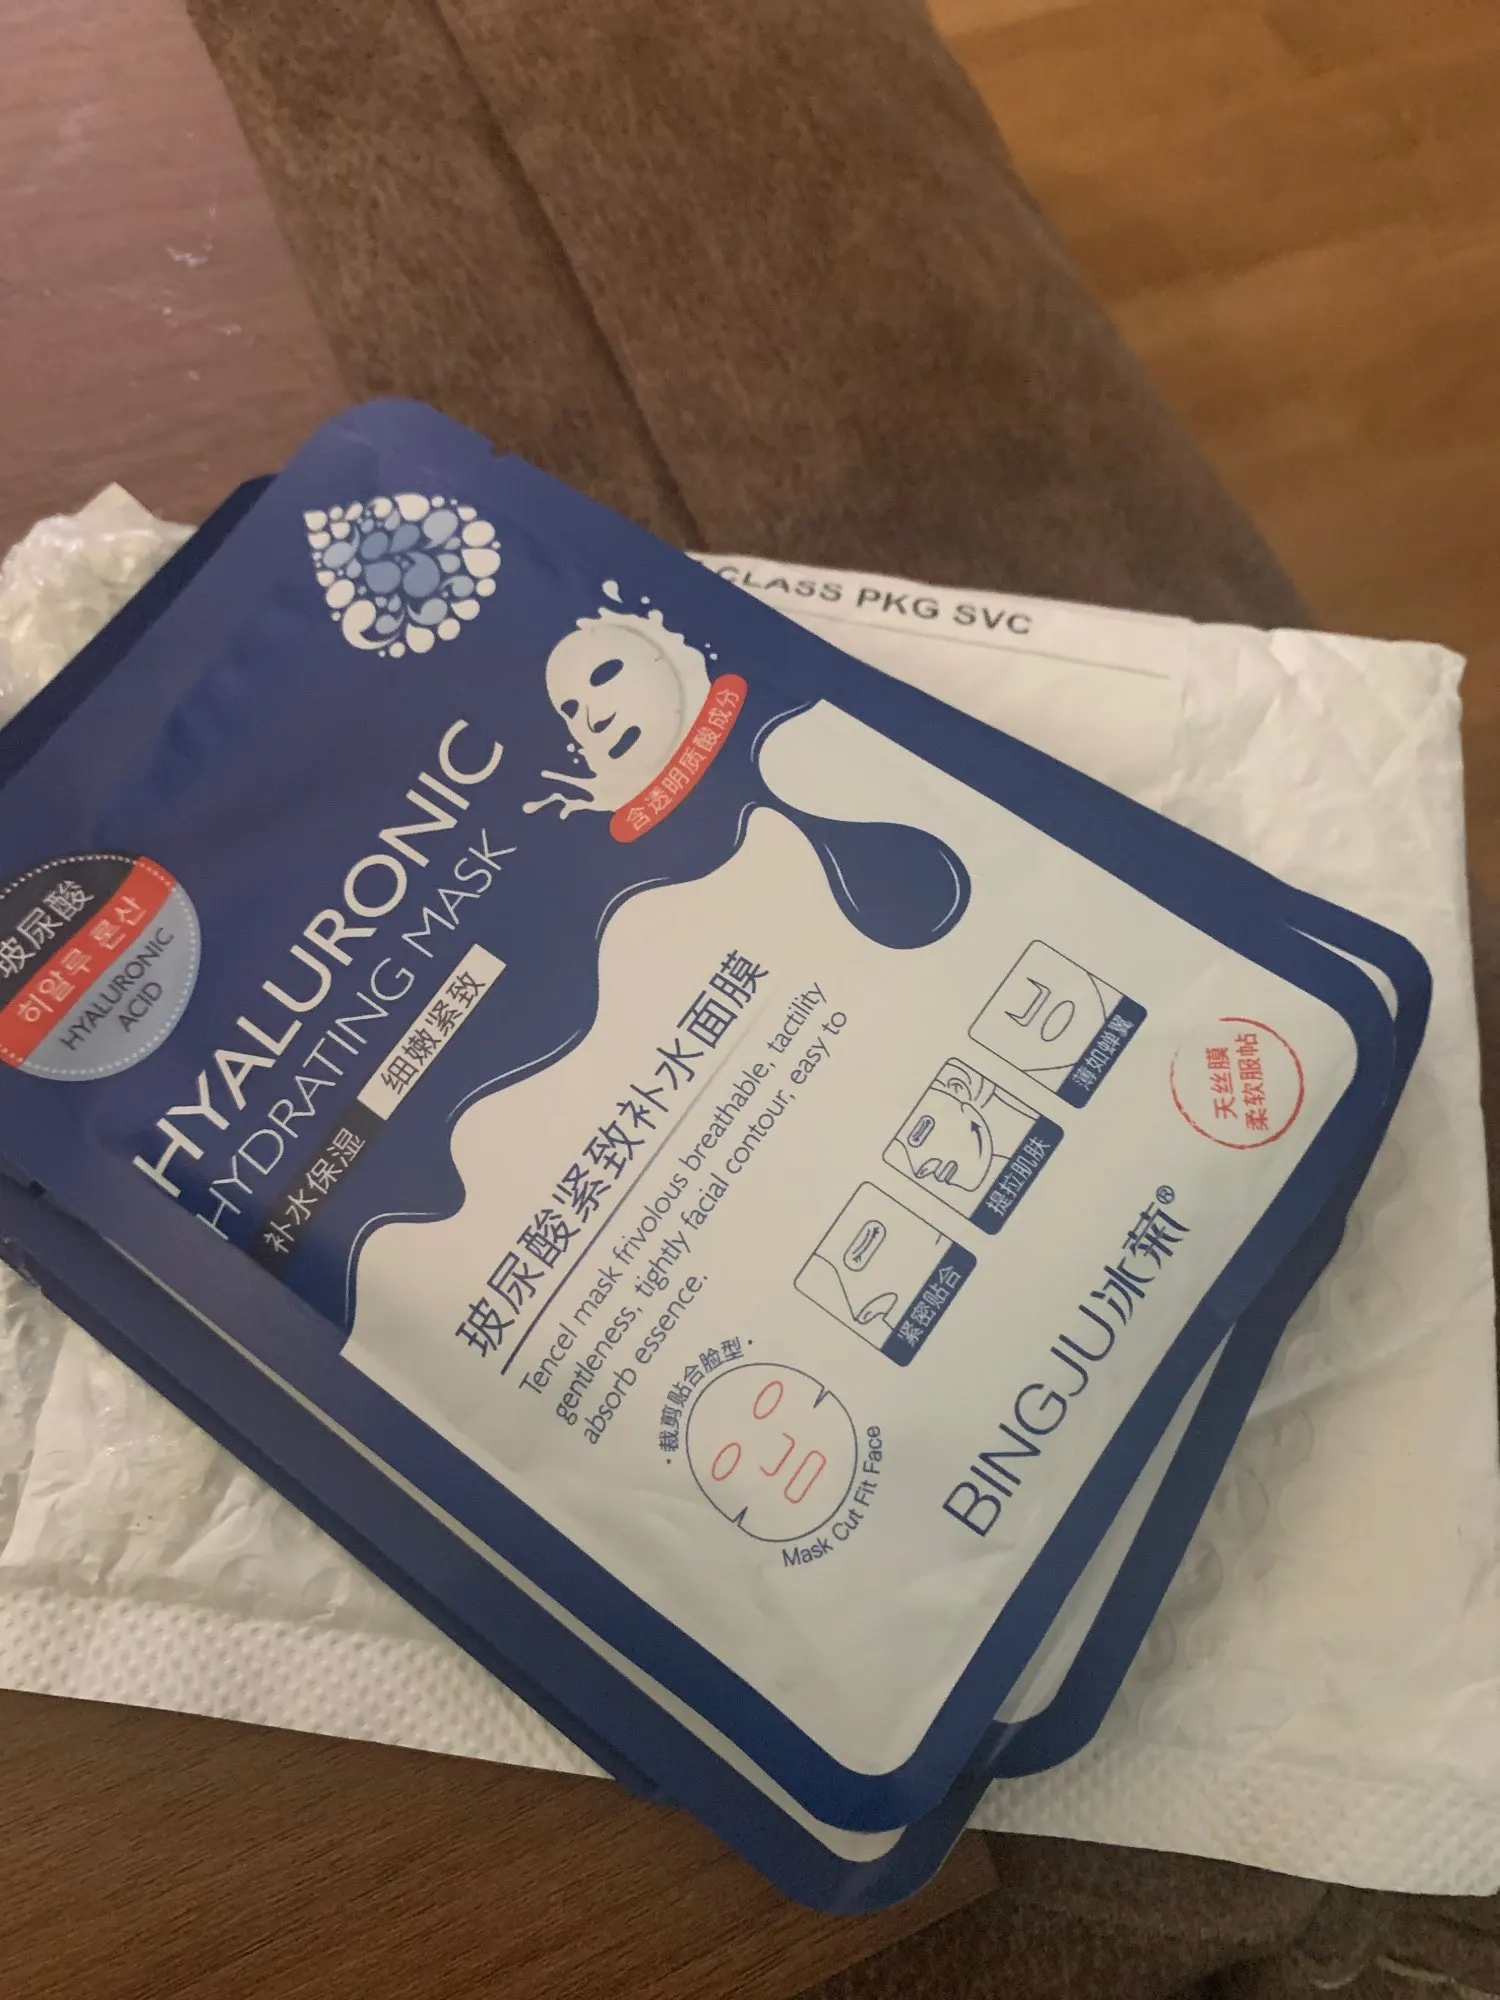 CLASS PKG SVC
含透明质酸成分
玻尿酸
히알루론산
HYALURONIC
ACID
HYALURONIC
HYDRATING MASK
补水保湿 细嫩紧致
玻尿酸紧致补水面膜
Tencel mask frivolous breathable, tactility
gentleness, tightly facial contour, easy to
absorb essence.
·裁剪贴合脸型·
Mask Cut Fit Face
紧密贴合
提拉肌肤
薄如蝉翼
天丝膜
柔软服帖
BINGJU冰菊®